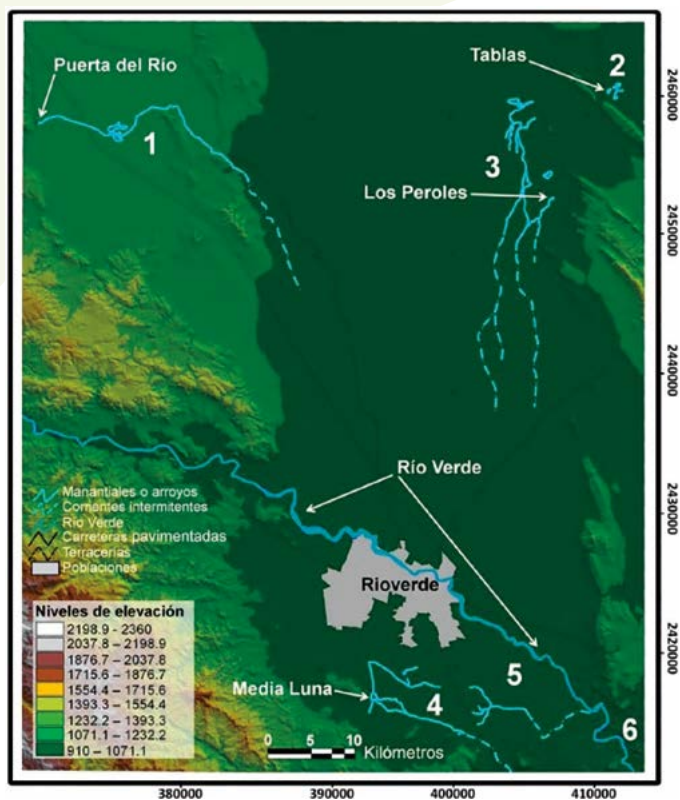 Puerta del Río
1
Tablas
2
3
Los Peroles
Río Verde
Manantiales o arroyos
Corrientes intermitentes
Río Verde
Carreteras pavimentadas
Terracerias
Poblaciones
Rioverde
Niveles de elevación
2198.9 – 2360
2037.8 – 2198.9
1876.7 – 2037.8
1715.6 – 1876.7
1554.4 – 1715.6
1393.3 – 1554.4
1232.2 – 1393.3
1071.1 – 1232.2
910 – 1071.1
Media Luna
4
5
6
0 5 10
Kilómetros
2460000
2450000
2440000
2430000
2420000
380000 390000 400000 410000